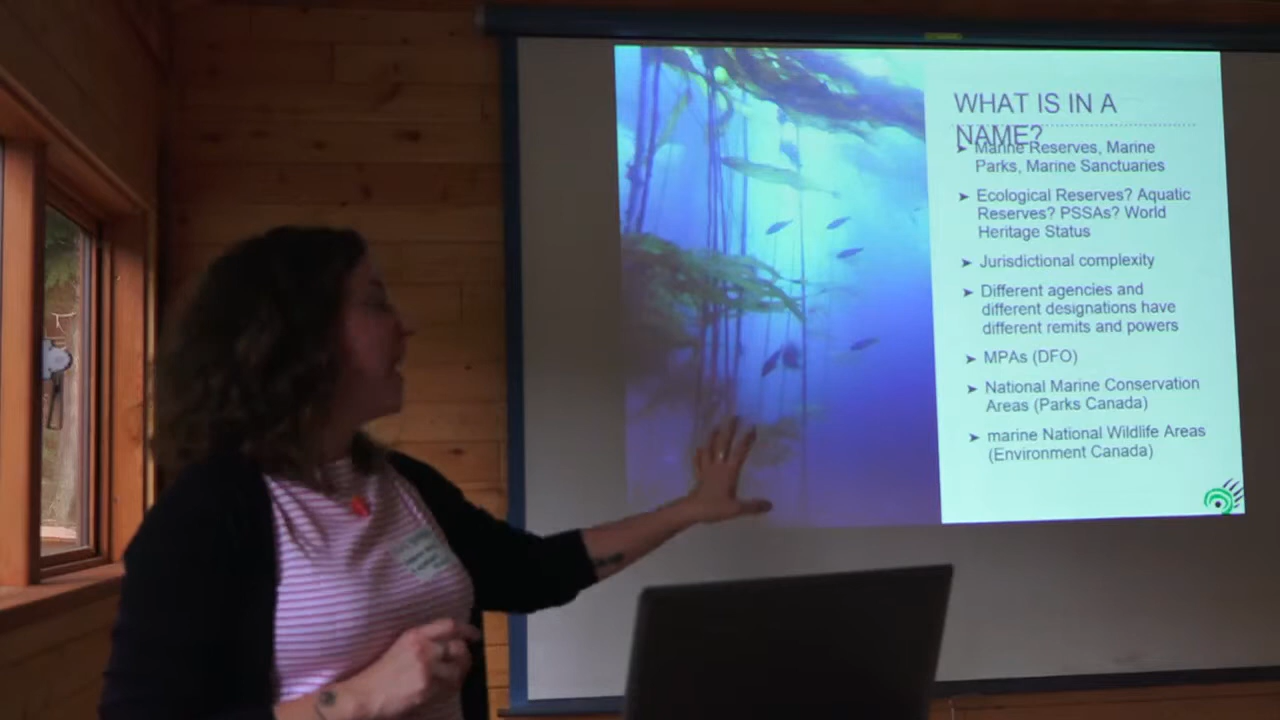 WHAT IS IN A
NAME?
Marine Reserves, Marine
Parks, Marine Sanctuaries
Ecological Reserves? Aquatic
Reserves? PSSAs? World
Heritage Status
Jurisdictional complexity
Different agencies and
different designations have
different remits and powers
MPAs (DFO)
National Marine Conservation
Areas (Parks Canada)
marine National Wildlife Areas
(Environment Canada)